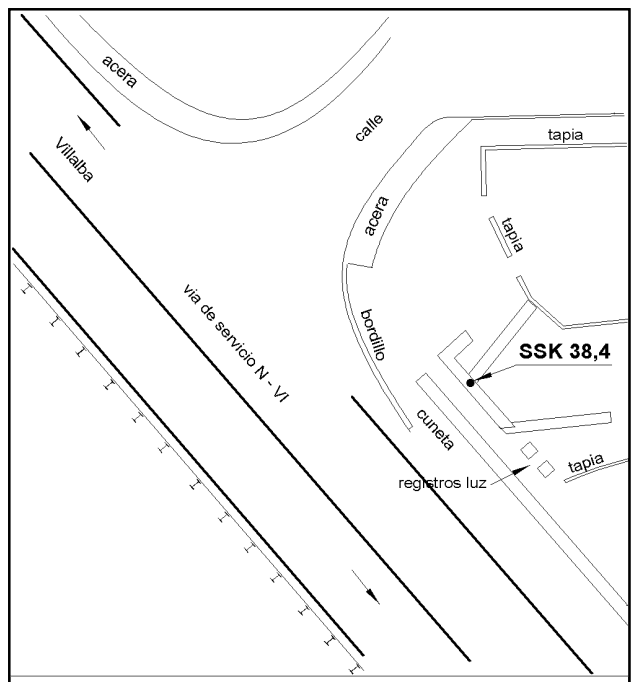 acera
calle
tapia
Villalba
acera
tapia
via de servicio N - VI
bordillo
SSK 38,4
cuneta
tapia
registros luz